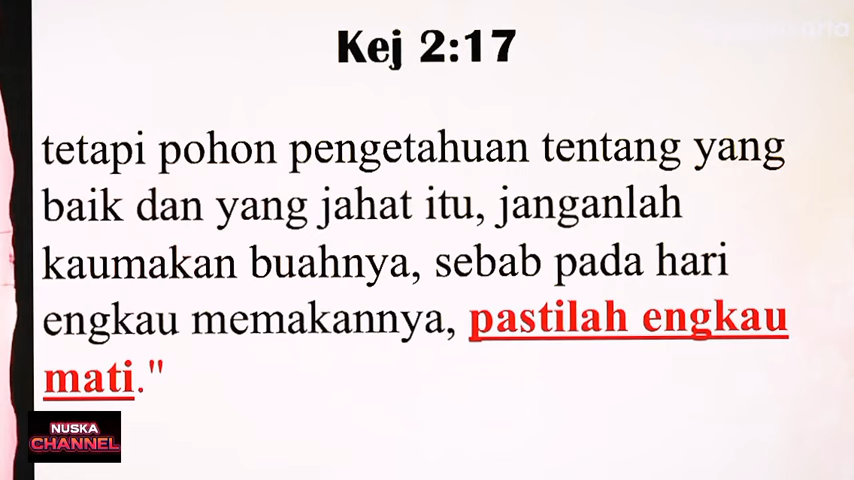 Kej 2:17
tetapi pohon pengetahuan tentang yang
baik dan yang jahat itu, janganlah
kaumakan buahnya, sebab pada hari
engkau memakannya, pastilah engkau
mati."
NUSKA
CHANNEL